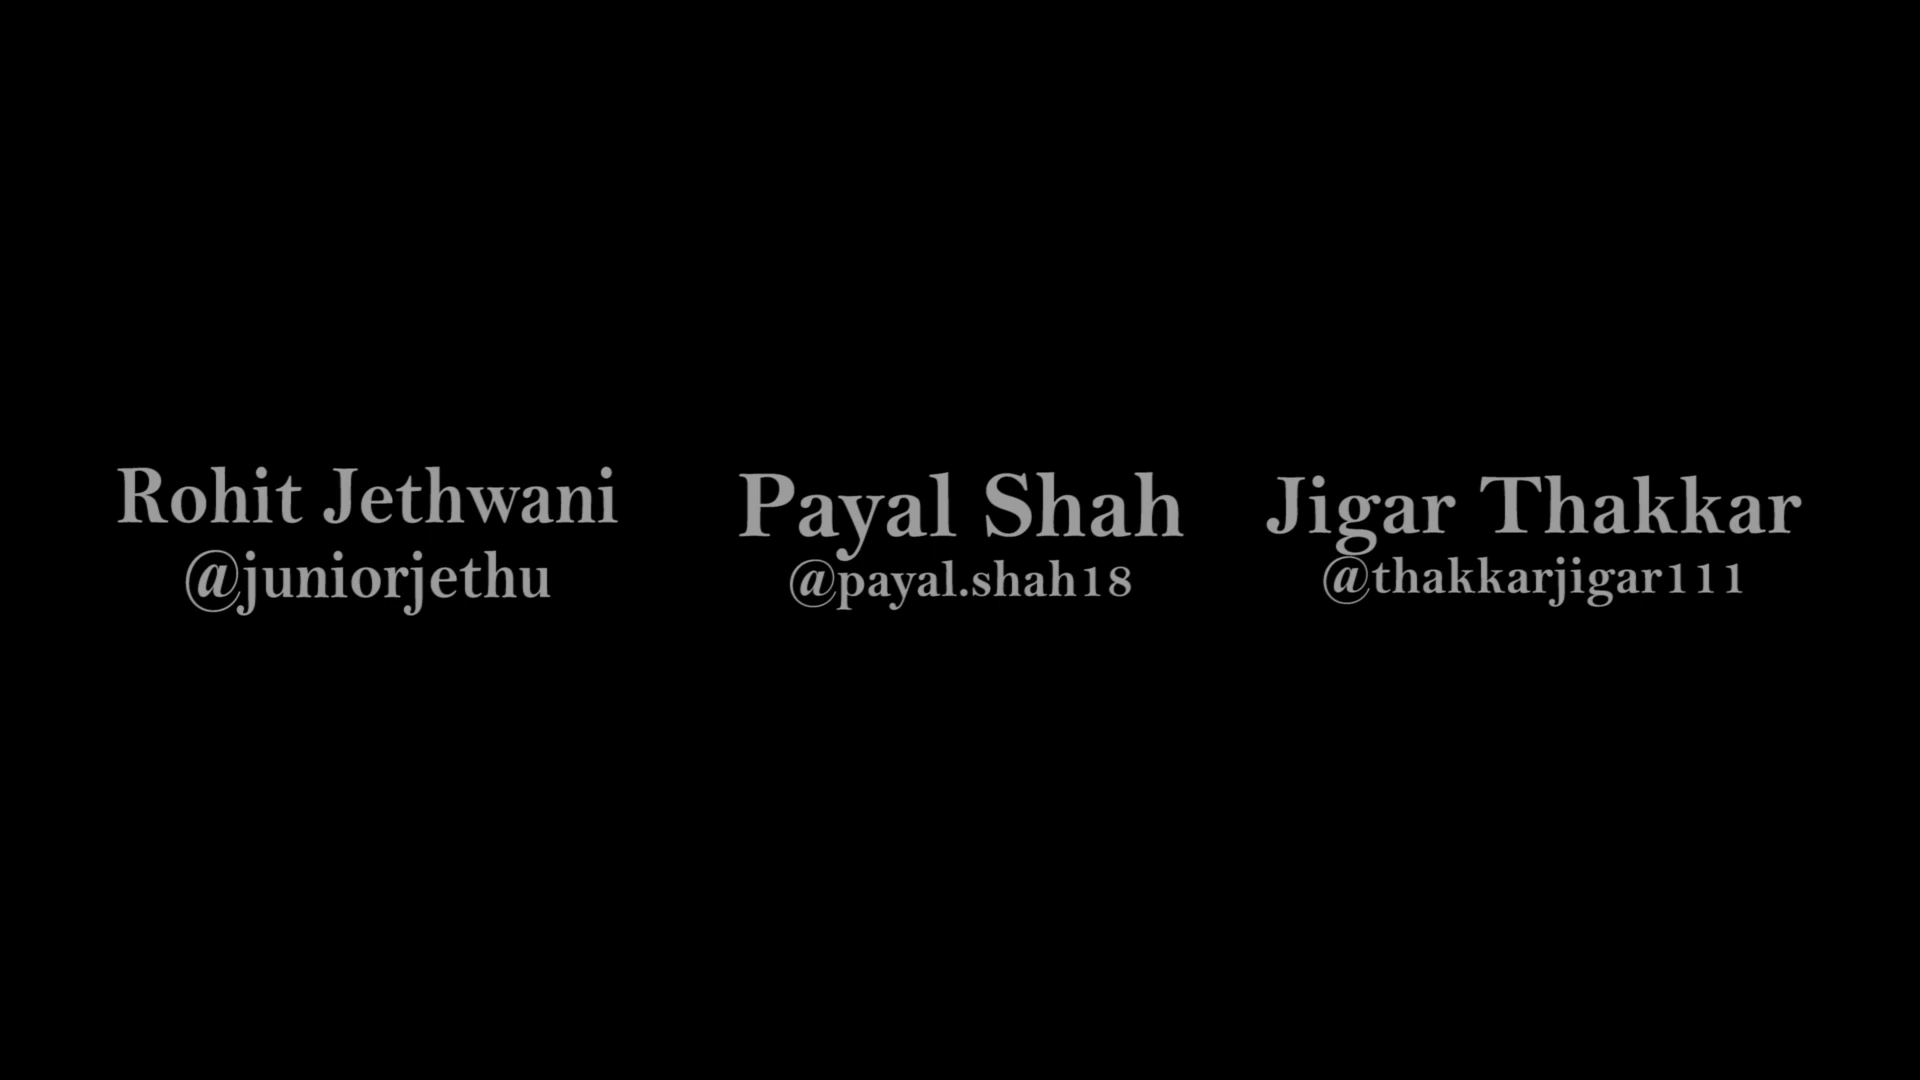 Rohit Jethwani
@juniorjethu
Payal Shah
@payal.shah18
Jigar Thakkar
@thakkarjigar111